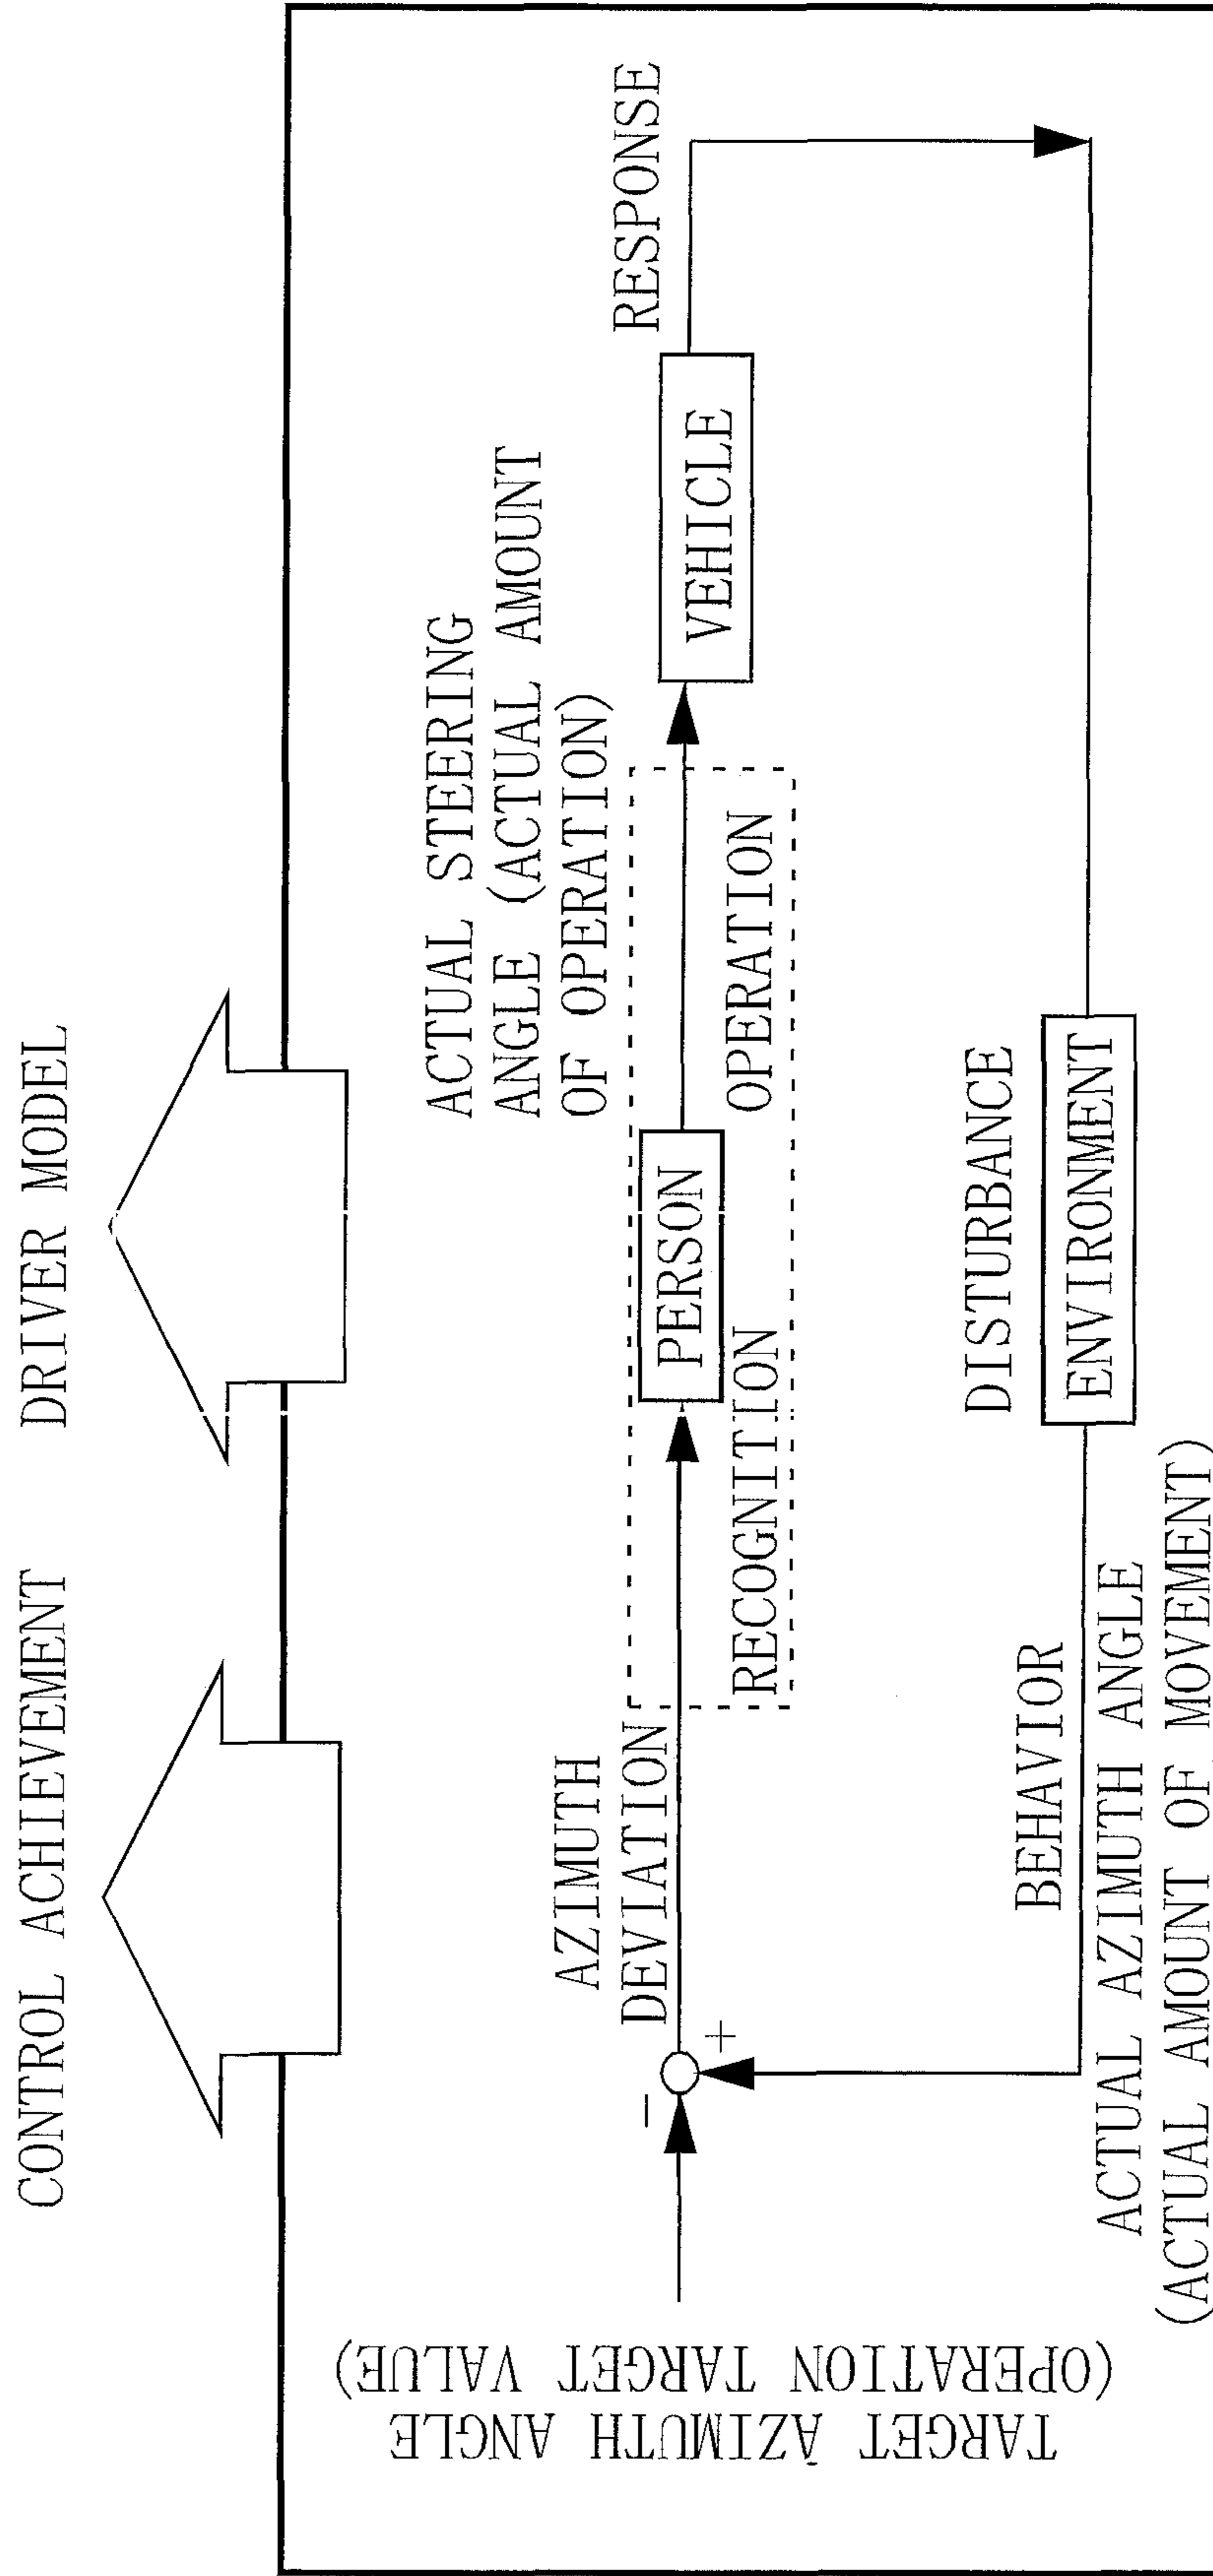 CONTROL ACHIEVEMENT
DRIVER MODEL
ACTUAL STEERING
ANGLE (ACTUAL AMOUNT
OF OPERATION)
RESPONSE
AZIMUTH
DEVIATION
-
+
PERSON
VEHICLE
RECOGNITION
OPERATION
TARGET AZIMUTH ANGLE
(OPERATION TARGET VALUE)
DISTURBANCE
ENVIRONMENT
BEHAVIOR
ACTUAL AZIMUTH ANGLE
(ACTUAL AMOUNT OF MOVEMENT)